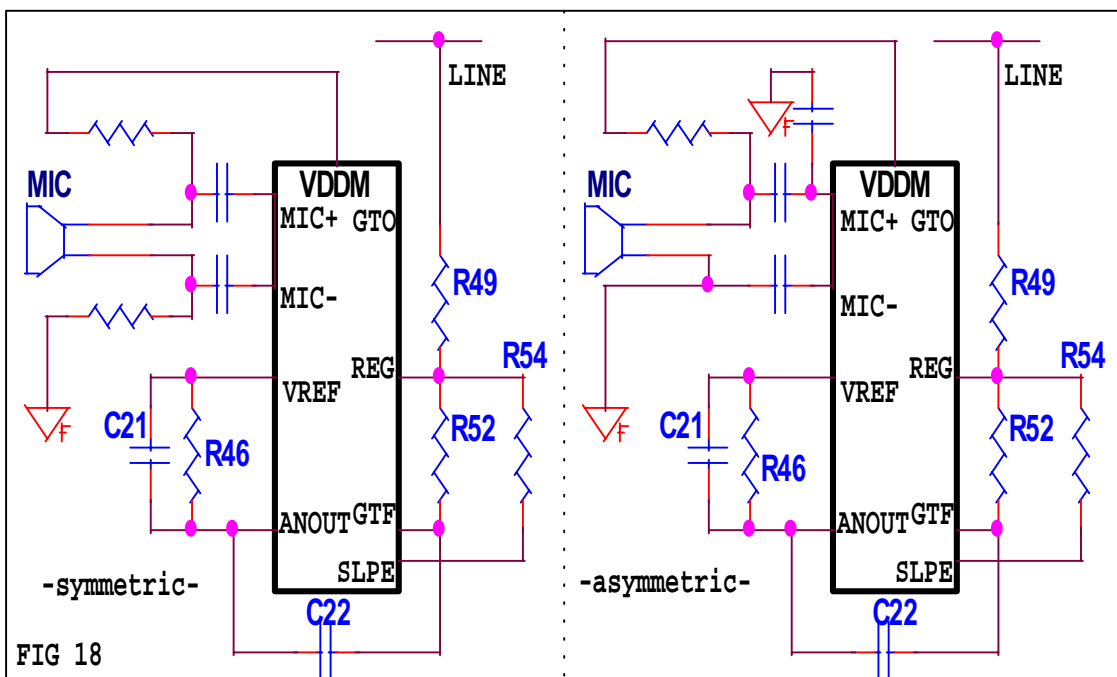 LINE
MIC
VDDM
MIC+ GTO
MIC-
R49
REG
R54
VREF
C21
R46
R52
ANOUT
GTF
SLPE
-symmetric-
C22
FIG 18
LINE
F
MIC
VDDM
MIC+ GTO
MIC-
R49
REG
R54
VREF
C21
R46
R52
ANOUT
GTF
SLPE
-asymmetric-
C22
F
F